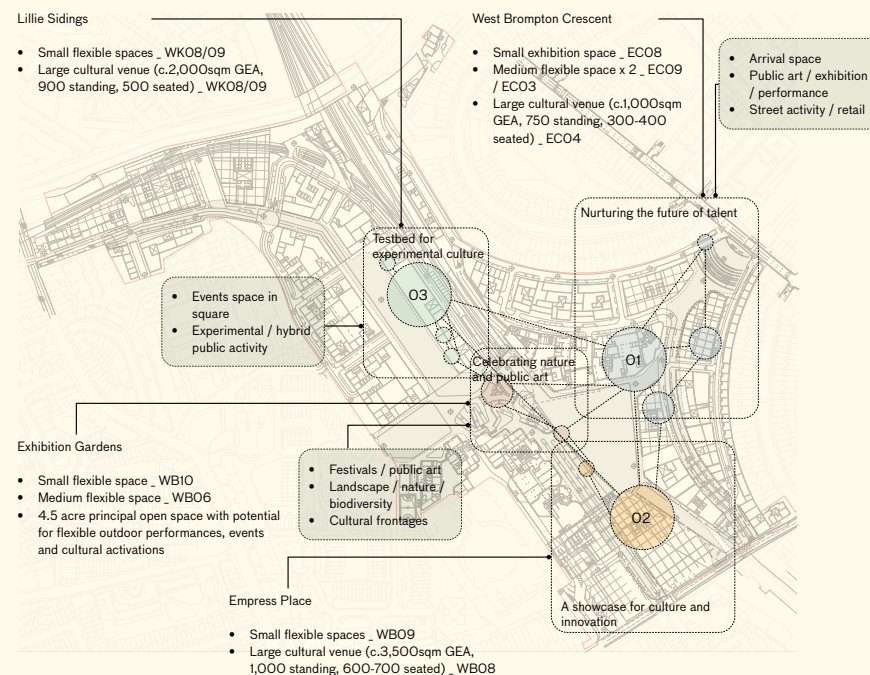 Lillie Sidings
• Small flexible spaces _ WK08/09
• Large cultural venue (c.2,000sqm GEA,
900 standing, 500 seated) _ WK08/09
West Brompton Crescent
• Small exhibition space _ EC08
• Medium flexible space x 2 _ EC09
/ EC03
• Large cultural venue (c.1,000sqm
GEA, 750 standing, 300-400
seated) _ EC04
• Arrival space
• Public art / exhibition
/ performance
• Street activity / retail
Nurturing the future of talent
Testbed for
experimental culture
03
• Events space in
square
• Experimental / hybrid
public activity
01
Celebrating nature
and public art
Exhibition Gardens
• Small flexible space _ WB10
• Medium flexible space _ WB06
• 4.5 acre principal open space with potential
for flexible outdoor performances, events
and cultural activations
• Festivals / public art
• Landscape / nature /
biodiversity
• Cultural frontages
02
A showcase for culture and
innovation
Empress Place
• Small flexible spaces _ WB09
• Large cultural venue (c.3,500sqm GEA,
1,000 standing, 600-700 seated) _ WB08